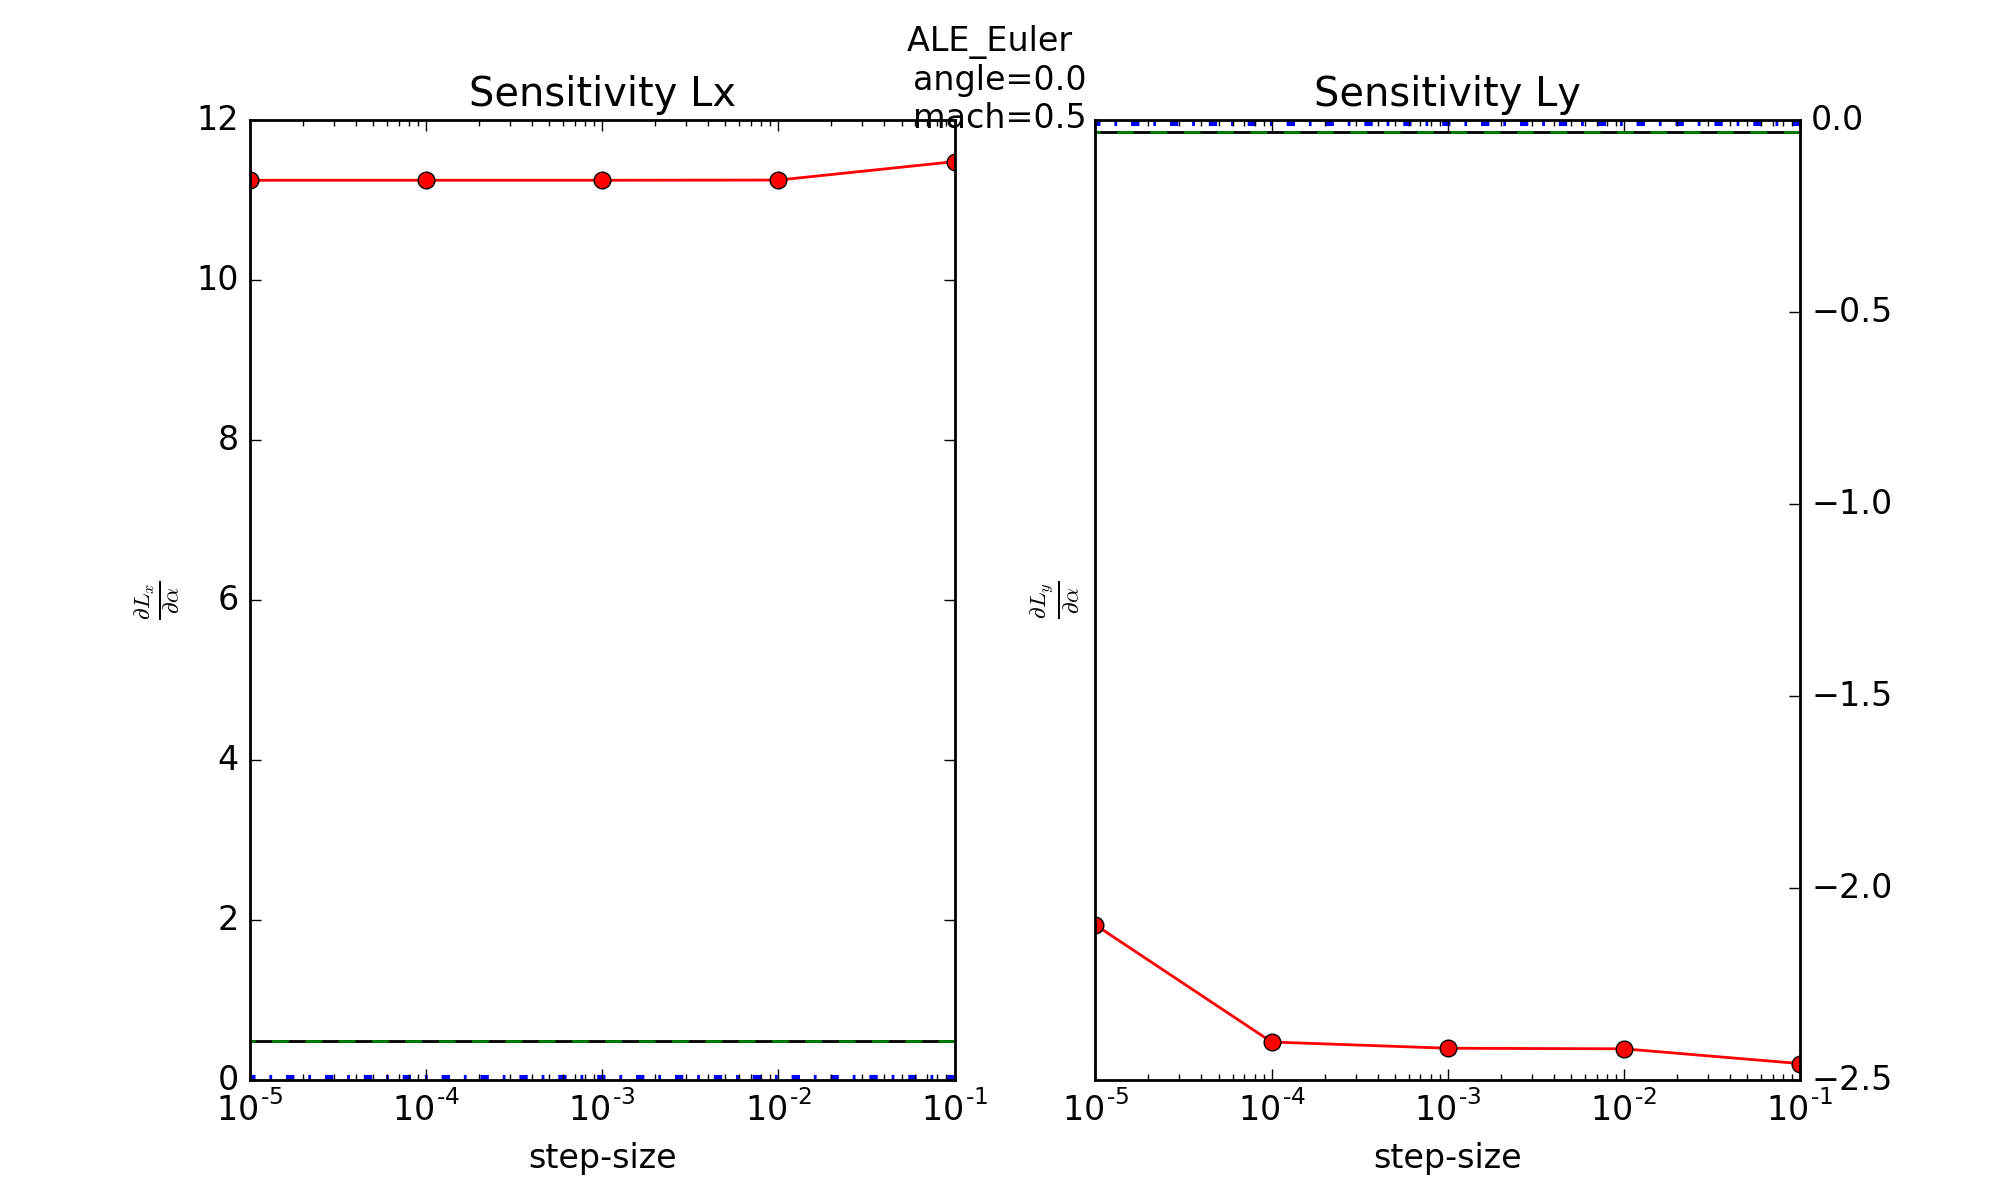 ALE_Euler
angle=0.0
mach=0.5
Sensitivity Lx
12
10
8
6
4
2
0
∂Lₓ/∂α
10⁻⁵ 10⁻⁴ 10⁻³ 10⁻² 10⁻¹
step-size
Sensitivity Ly
∂L_y/∂α
0.0
−0.5
−1.0
−1.5
−2.0
−2.5
10⁻⁵ 10⁻⁴ 10⁻³ 10⁻² 10⁻¹
step-size